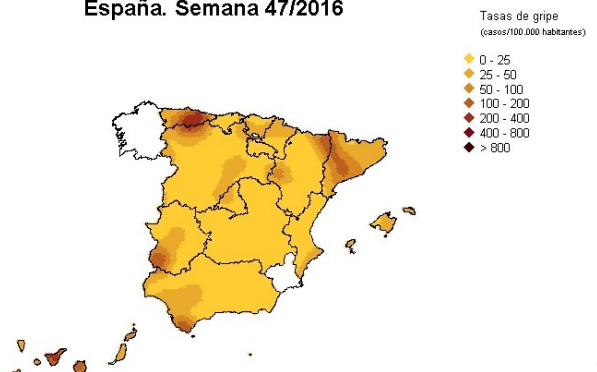 España. Semana 47/2016
Tasas de gripe
(casos/100.000 habitantes)
0 - 25
25 - 50
50 - 100
100 - 200
200 - 400
400 - 800
> 800